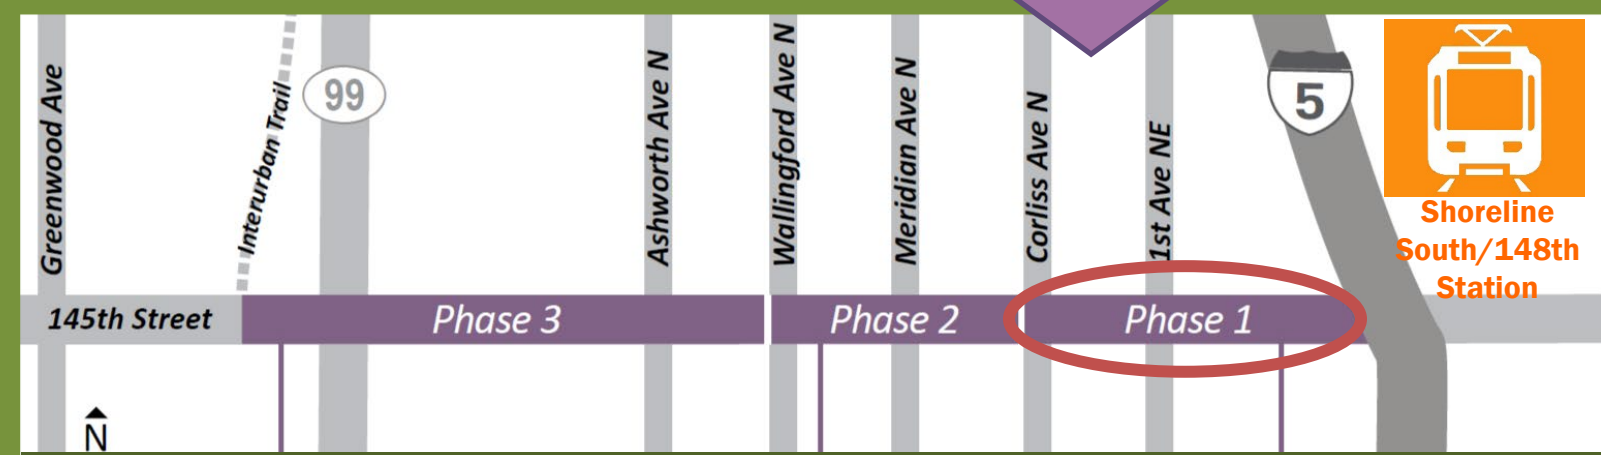 Greenwood Ave
Interurban Trail
99
Ashworth Ave N
Wallingford Ave N
Meridian Ave N
Corliss Ave N
1st Ave NE
5
Shoreline
South/148th
Station
145th Street
Phase 3
Phase 2
Phase 1
N